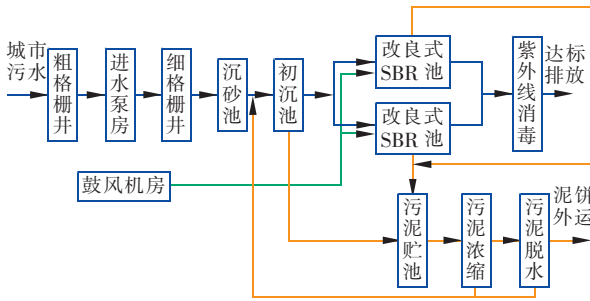 城市
污水
粗格栅井
进水泵房
细格栅井
沉砂池
初沉池
改良式
SBR 池
改良式
SBR 池
紫外线消毒
达标
排放
鼓风机房
污泥贮池
污泥浓缩
污泥脱水
泥饼
外运